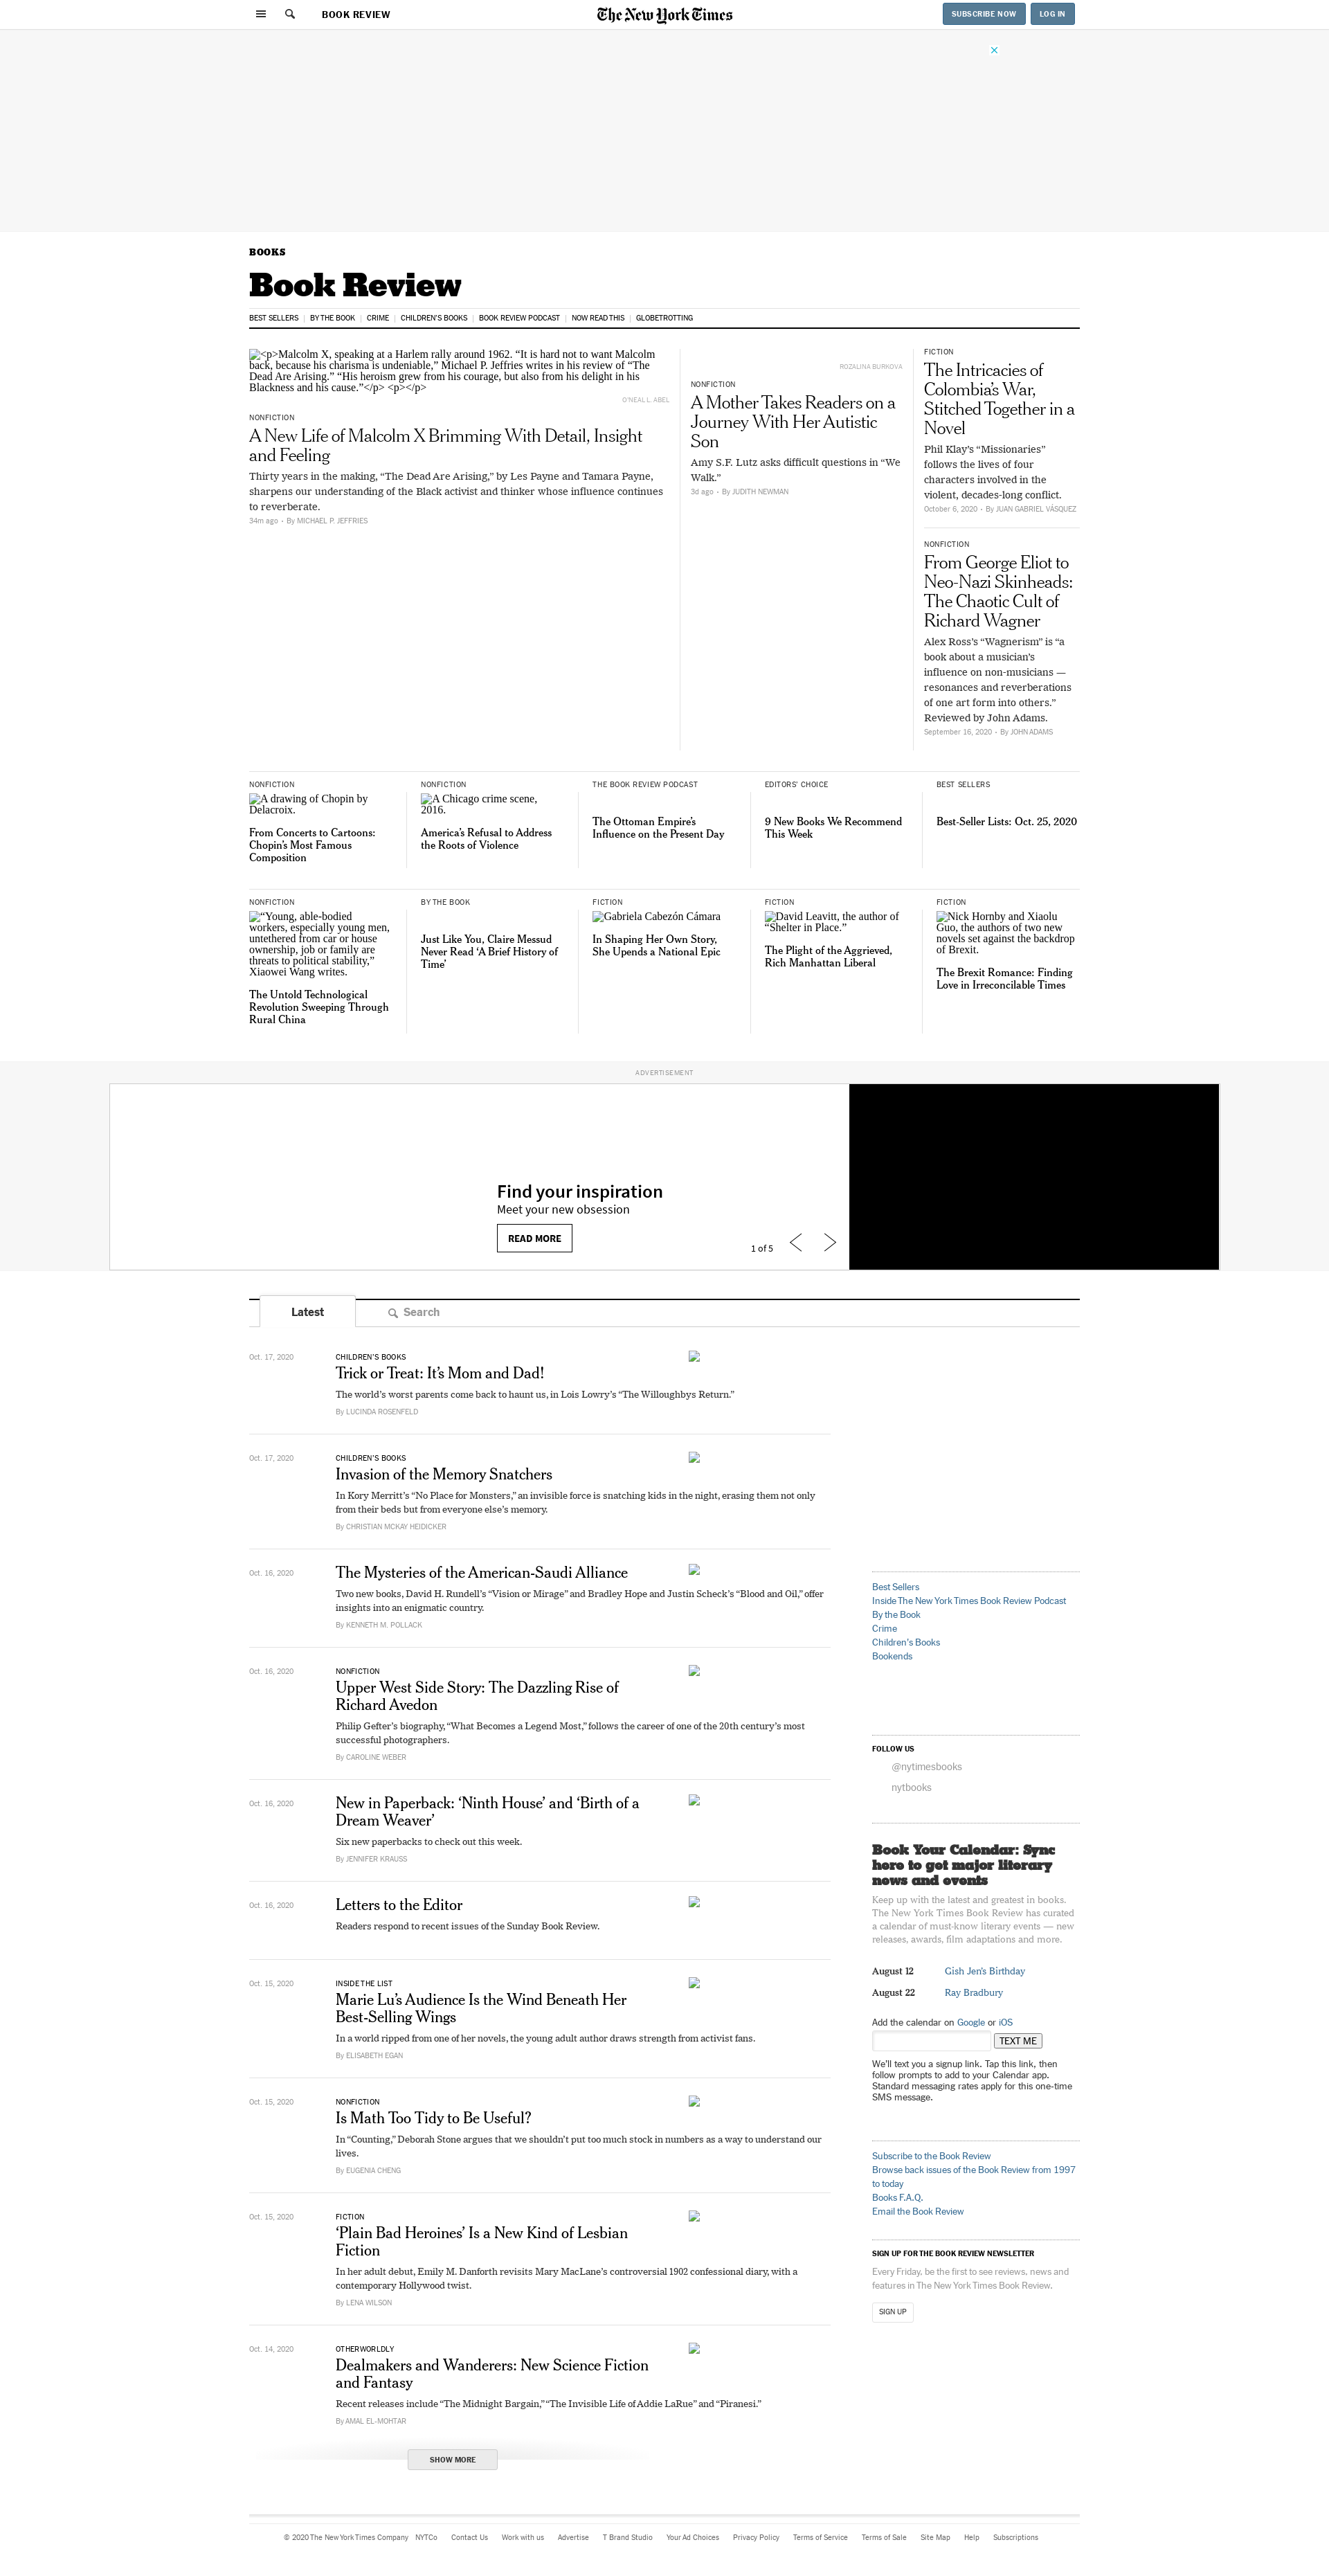 BOOK REVIEW
The New York Times
SUBSCRIBE NOW
LOG IN
BOOKS
Book Review
BEST SELLERS | BY THE BOOK | CRIME | CHILDREN'S BOOKS | BOOK REVIEW PODCAST | NOW READ THIS | GLOBETROTTING
<p>Malcolm X, speaking at a Harlem rally around 1962. “It is hard not to want Malcolm
back, because his charisma is undeniable,” Michael P. Jeffries writes in his review of “The
Dead Are Arising.” “His heroism grew from his courage, but also from his delight in his
Blackness and his cause.”</p> <p></p>
O'NEAL L. ABEL
NONFICTION
A New Life of Malcolm X Brimming With Detail, Insight
and Feeling
Thirty years in the making, “The Dead Are Arising,” by Les Payne and Tamara Payne,
sharpens our understanding of the Black activist and thinker whose influence continues
to reverberate.
34m ago • By MICHAEL P. JEFFRIES
ROZALINA BURKOVA
NONFICTION
A Mother Takes Readers on a
Journey With Her Autistic
Son
Amy S.F. Lutz asks difficult questions in “We
Walk.”
3d ago • By JUDITH NEWMAN
FICTION
The Intricacies of
Colombia’s War,
Stitched Together in a
Novel
Phil Klay’s “Missionaries”
follows the lives of four
characters involved in the
violent, decades-long conflict.
October 6, 2020 • By JUAN GABRIEL VÁSQUEZ
NONFICTION
From George Eliot to
Neo-Nazi Skinheads:
The Chaotic Cult of
Richard Wagner
Alex Ross’s “Wagnerism” is “a
book about a musician’s
influence on non-musicians —
resonances and reverberations
of one art form into others.”
Reviewed by John Adams.
September 16, 2020 • By JOHN ADAMS
NONFICTION
A drawing of Chopin by
Delacroix.
From Concerts to Cartoons:
Chopin’s Most Famous
Composition
NONFICTION
A Chicago crime scene,
2016.
America’s Refusal to Address
the Roots of Violence
THE BOOK REVIEW PODCAST
The Ottoman Empire’s
Influence on the Present Day
EDITORS’ CHOICE
9 New Books We Recommend
This Week
BEST SELLERS
Best-Seller Lists: Oct. 25, 2020
NONFICTION
“Young, able-bodied
workers, especially young men,
untethered from car or house
ownership, job or family are
threats to political stability,”
Xiaowei Wang writes.
The Untold Technological
Revolution Sweeping Through
Rural China
BY THE BOOK
Just Like You, Claire Messud
Never Read ‘A Brief History of
Time’
FICTION
Gabriela Cabezón Cámara
In Shaping Her Own Story,
She Upends a National Epic
FICTION
David Leavitt, the author of
“Shelter in Place.”
The Plight of the Aggrieved,
Rich Manhattan Liberal
FICTION
Nick Hornby and Xiaolu
Guo, the authors of two new
novels set against the backdrop
of Brexit.
The Brexit Romance: Finding
Love in Irreconcilable Times
ADVERTISEMENT
Find your inspiration
Meet your new obsession
READ MORE
1 of 5
Latest
Search
Oct. 17, 2020
CHILDREN’S BOOKS
Trick or Treat: It’s Mom and Dad!
The world’s worst parents come back to haunt us, in Lois Lowry’s “The Willoughbys Return.”
By LUCINDA ROSENFELD
Oct. 17, 2020
CHILDREN’S BOOKS
Invasion of the Memory Snatchers
In Kory Merritt’s “No Place for Monsters,” an invisible force is snatching kids in the night, erasing them not only
from their beds but from everyone else’s memory.
By CHRISTIAN MCKAY HEIDICKER
Oct. 16, 2020
The Mysteries of the American-Saudi Alliance
Two new books, David H. Rundell’s “Vision or Mirage” and Bradley Hope and Justin Scheck’s “Blood and Oil,” offer
insights into an enigmatic country.
By KENNETH M. POLLACK
Oct. 16, 2020
NONFICTION
Upper West Side Story: The Dazzling Rise of
Richard Avedon
Philip Gefter’s biography, “What Becomes a Legend Most,” follows the career of one of the 20th century’s most
successful photographers.
By CAROLINE WEBER
Oct. 16, 2020
New in Paperback: ‘Ninth House’ and ‘Birth of a
Dream Weaver’
Six new paperbacks to check out this week.
By JENNIFER KRAUSS
Oct. 16, 2020
Letters to the Editor
Readers respond to recent issues of the Sunday Book Review.
Oct. 15, 2020
INSIDE THE LIST
Marie Lu’s Audience Is the Wind Beneath Her
Best-Selling Wings
In a world ripped from one of her novels, the young adult author draws strength from activist fans.
By ELISABETH EGAN
Oct. 15, 2020
NONFICTION
Is Math Too Tidy to Be Useful?
In “Counting,” Deborah Stone argues that we shouldn’t put too much stock in numbers as a way to understand our
lives.
By EUGENIA CHENG
Oct. 15, 2020
FICTION
‘Plain Bad Heroines’ Is a New Kind of Lesbian
Fiction
In her adult debut, Emily M. Danforth revisits Mary MacLane’s controversial 1902 confessional diary, with a
contemporary Hollywood twist.
By LENA WILSON
Oct. 14, 2020
OTHERWORLDLY
Dealmakers and Wanderers: New Science Fiction
and Fantasy
Recent releases include “The Midnight Bargain,” “The Invisible Life of Addie LaRue” and “Piranesi.”
By AMAL EL-MOHTAR
SHOW MORE
Best Sellers
Inside The New York Times Book Review Podcast
By the Book
Crime
Children’s Books
Bookends
FOLLOW US
@nytimesbooks
nytbooks
Book Your Calendar: Sync
here to get major literary
news and events
Keep up with the latest and greatest in books.
The New York Times Book Review has curated
a calendar of must-know literary events — new
releases, awards, film adaptations and more.
August 12 Gish Jen’s Birthday
August 22 Ray Bradbury
Add the calendar on Google or iOS
TEXT ME
We’ll text you a signup link. Tap this link, then
follow prompts to add to your Calendar app.
Standard messaging rates apply for this one-time
SMS message.
Subscribe to the Book Review
Browse back issues of the Book Review from 1997
to today
Books F.A.Q.
Email the Book Review
SIGN UP FOR THE BOOK REVIEW NEWSLETTER
Every Friday, be the first to see reviews, news and
features in The New York Times Book Review.
SIGN UP
© 2020 The New York Times Company NYTCo Contact Us Work with us Advertise T Brand Studio Your Ad Choices Privacy Policy Terms of Service Terms of Sale Site Map Help Subscriptions